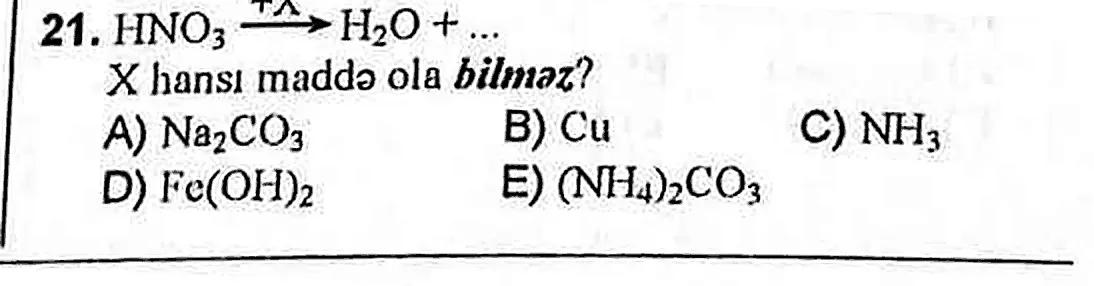 21. HNO₃ +X→ H₂O + ...
X hansı maddə ola bilməz?
A) Na₂CO₃ B) Cu C) NH₃
D) Fe(OH)₂ E) (NH₄)₂CO₃